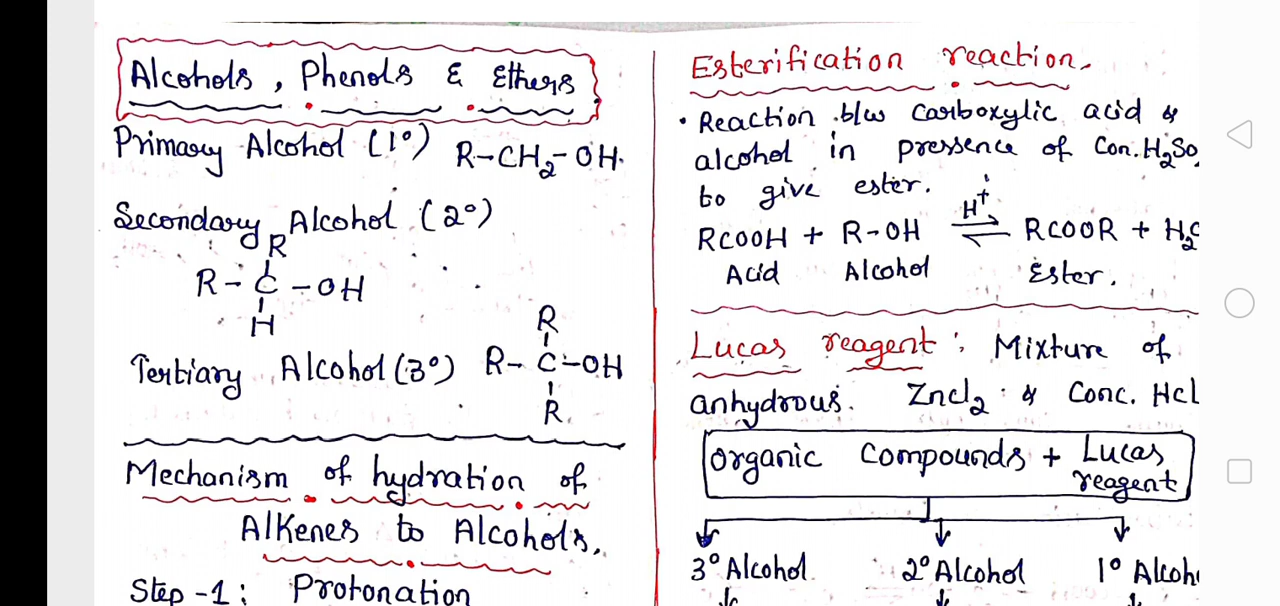 Alcohols, Phenols & Ethers
Primary Alcohol (1°) R-CH₂-OH.
Secondary Alcohol (2°)
R
R-C-OH
H
Tertiary Alcohol (3°)
R
R-C-OH
R.
Mechanism of hydration of
Alkenes to Alcohols.
Step-1: Protonation
Esterification reaction.
• Reaction b/w carboxylic acid &
alcohol in pressence of Con. H₂So
to give ester.
H⁺
RCOOH + R-OH ⇌ RCOOR + H₂
Acid Alcohol Ester.
Lucas reagent: Mixture of
anhydrous. Zncl₂ & Conc. Hcl
Organic Compounds + Lucas
reagent
3° Alcohol 2° Alcohol 1° Alcoh